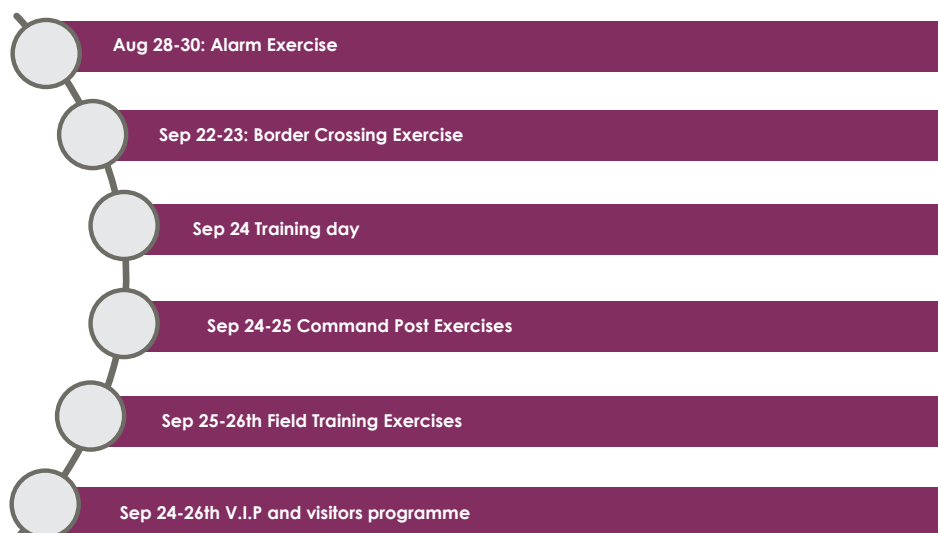 Aug 28-30: Alarm Exercise
Sep 22-23: Border Crossing Exercise
Sep 24 Training day
Sep 24-25 Command Post Exercises
Sep 25-26th Field Training Exercises
Sep 24-26th V.I.P and visitors programme